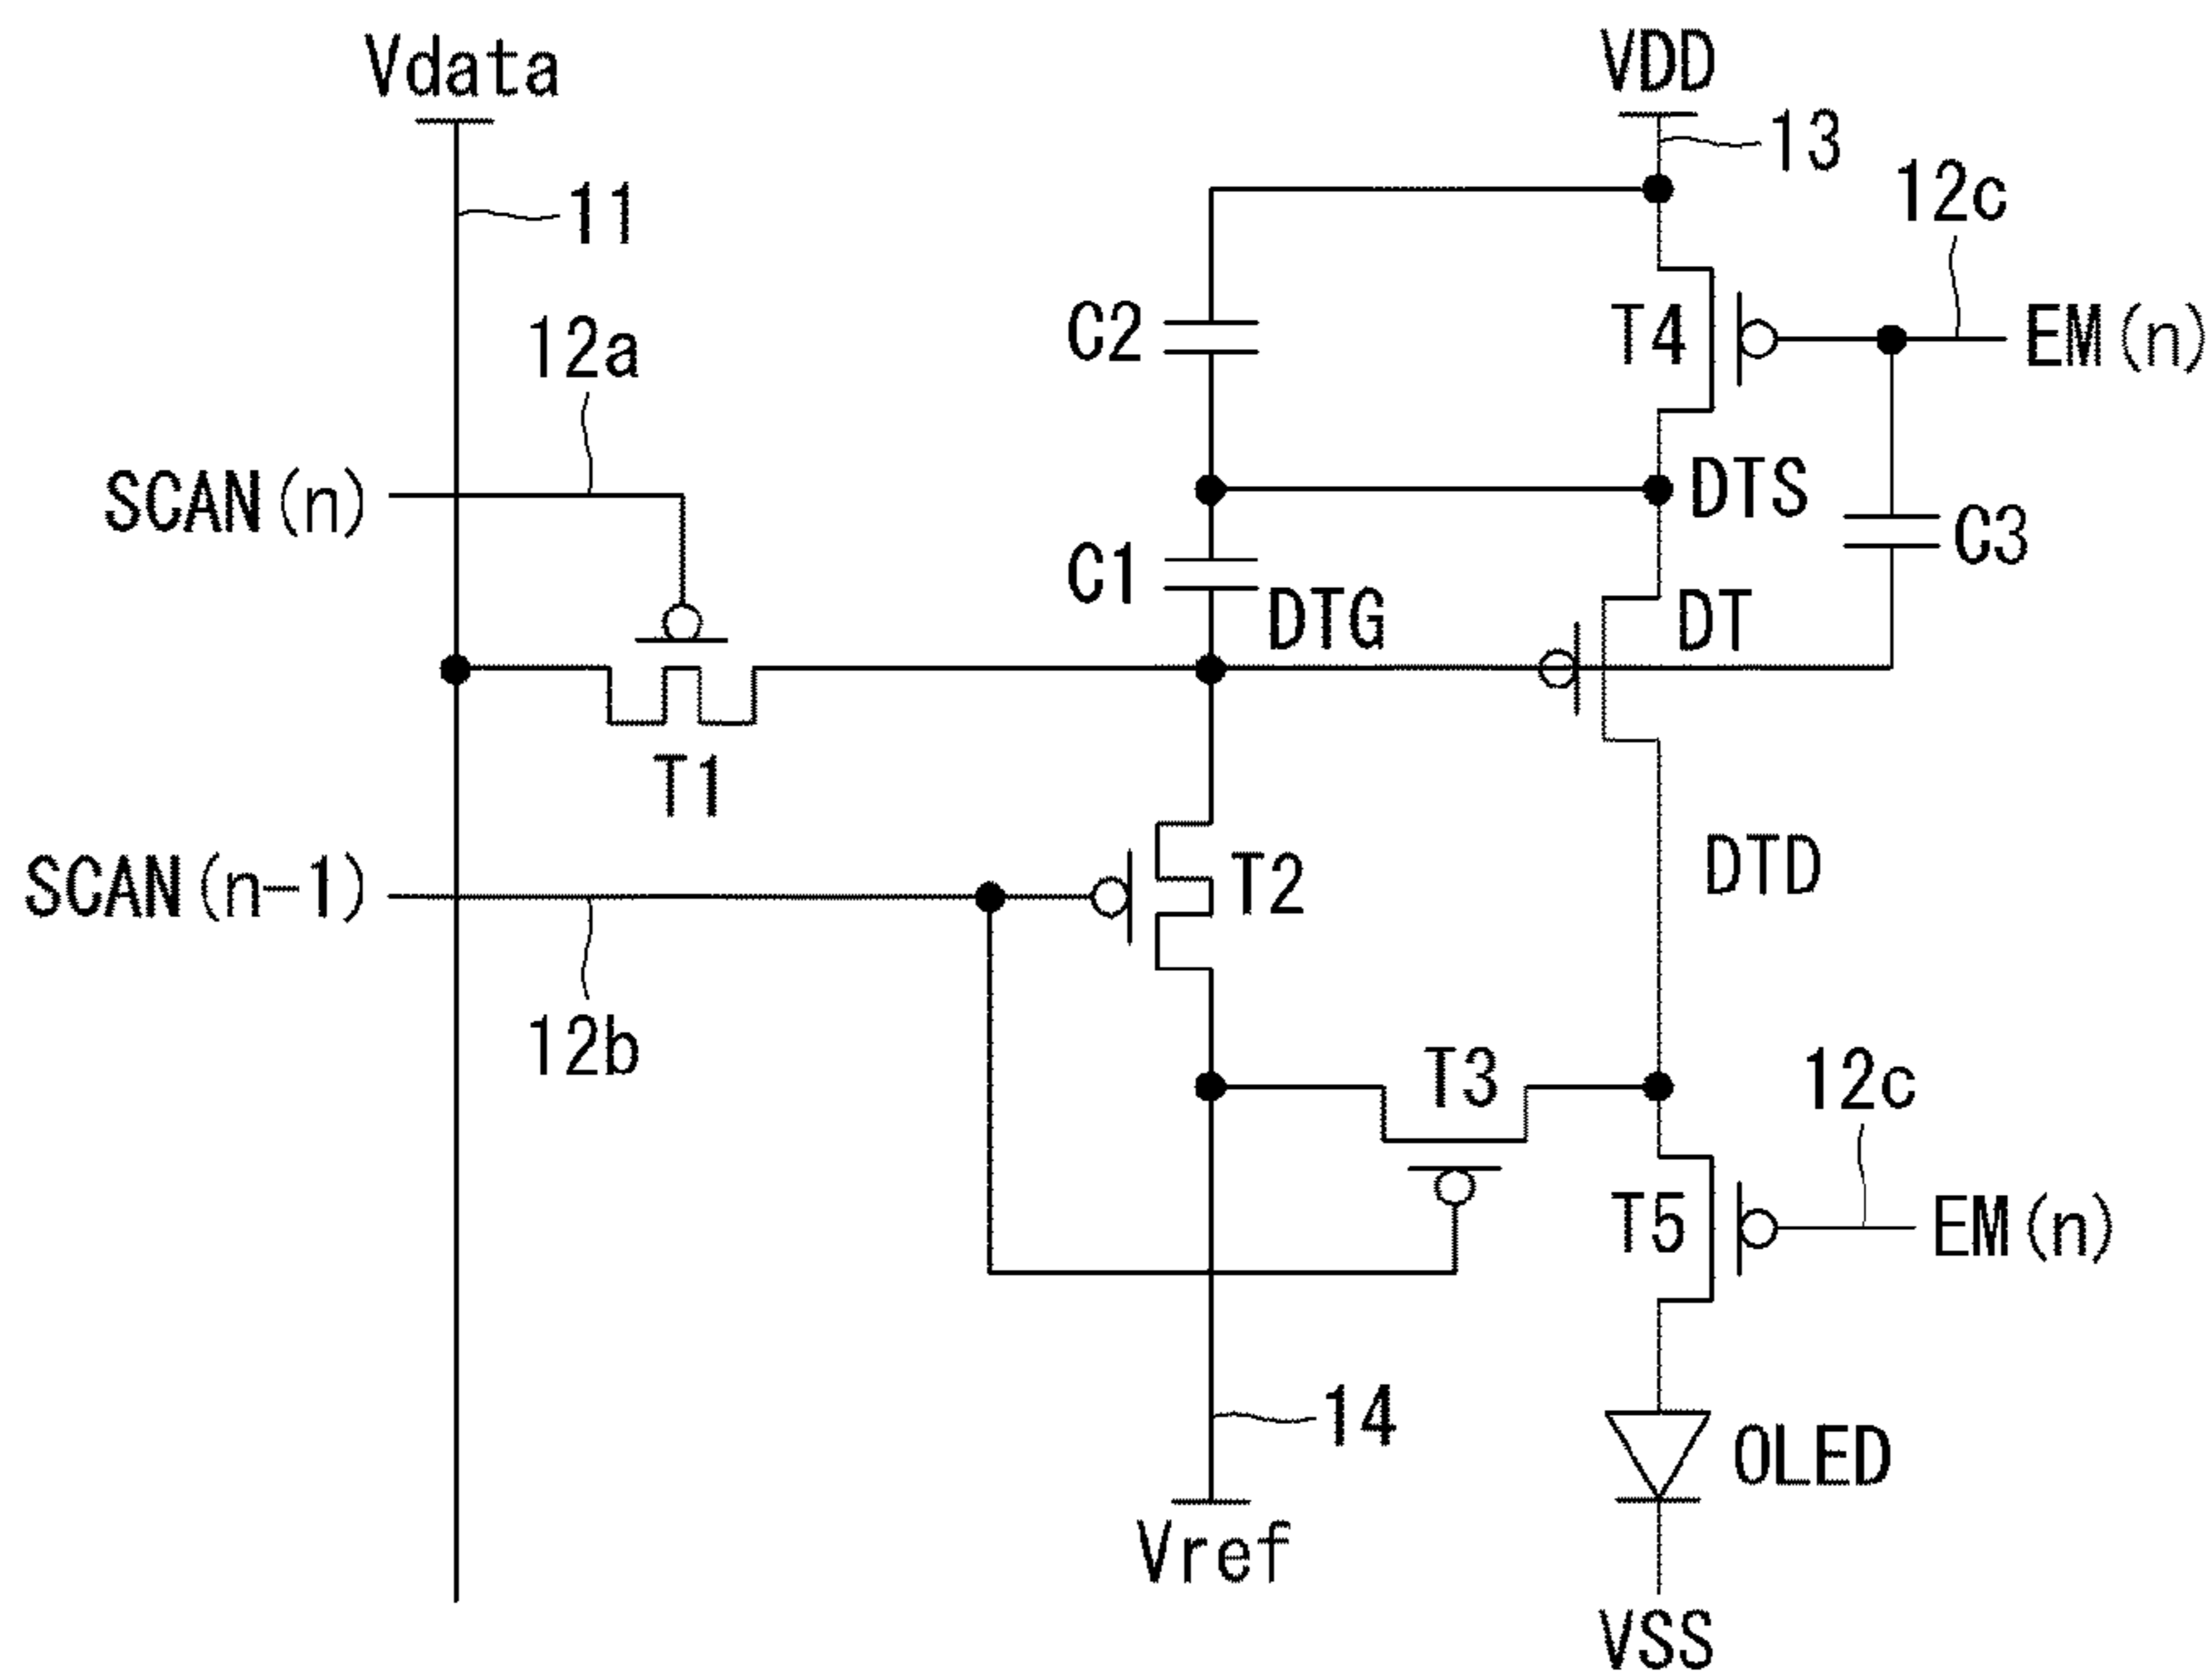 Vdata
VDD
13
11
12c
C2
T4
EM(n)
12a
SCAN(n)
DTS
C3
C1
DTG
DT
T1
SCAN(n-1)
T2
DTD
12b
T3
12c
T5
EM(n)
14
OLED
Vref
VSS